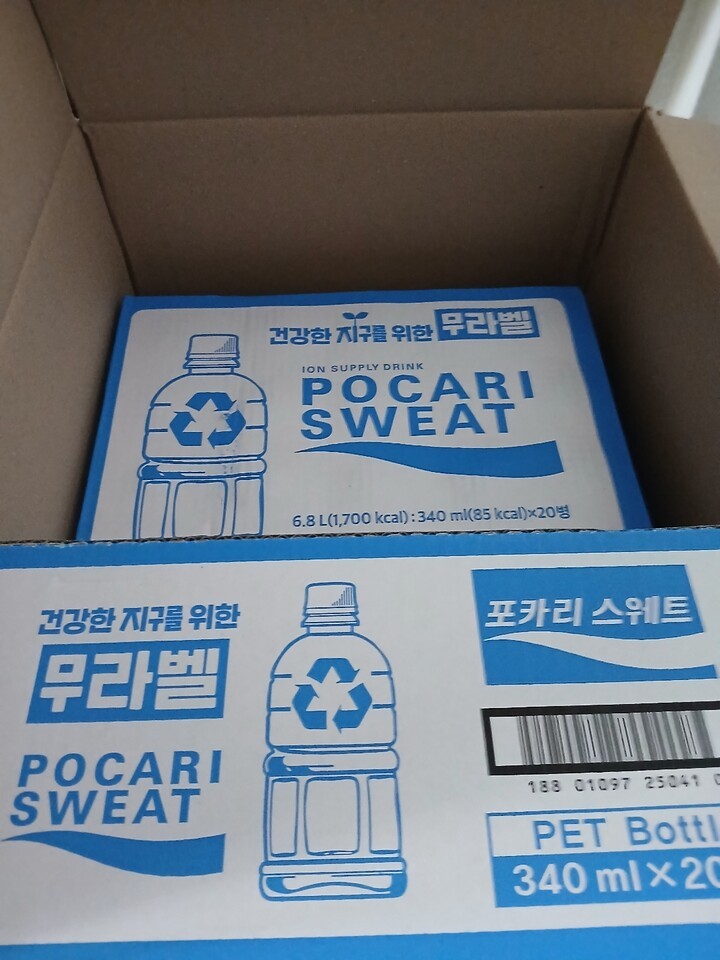 건강한 지구를 위한 무라벨
ION SUPPLY DRINK
POCARI
SWEAT
6.8 L(1,700 kcal) : 340 ml(85 kcal)×20병
건강한 지구를 위한
무라벨
POCARI
SWEAT
포카리 스웨트
188 01097 25041
PET
340 ml×20